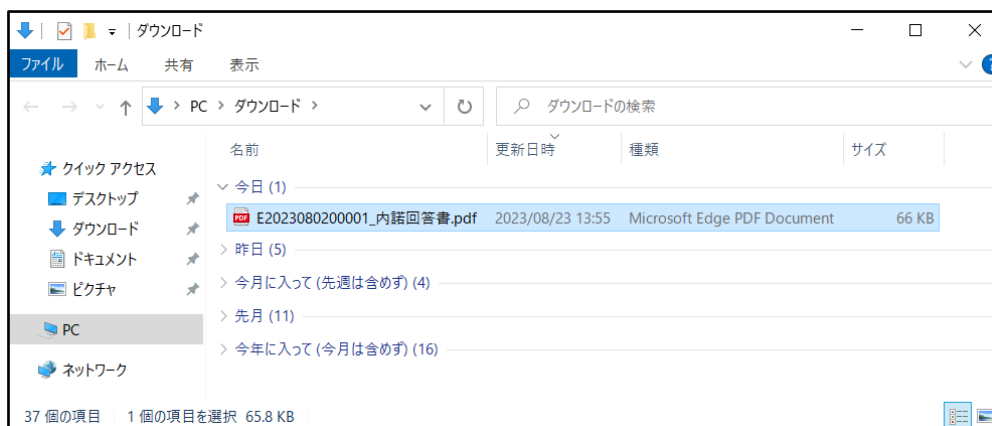 ダウンロード
ファイル ホーム 共有 表示
PC > ダウンロード > ダウンロードの検索
名前 更新日時 種類 サイズ
クイック アクセス
デスクトップ
ダウンロード
ドキュメント
ピクチャ
PC
ネットワーク
今日 (1)
PDF E2023080200001_内諾回答書.pdf 2023/08/23 13:55 Microsoft Edge PDF Document 66 KB
昨日 (5)
今月に入って (先週は含めず) (4)
先月 (11)
今年に入って (今月は含めず) (16)
37 個の項目 1 個の項目を選択 65.8 KB